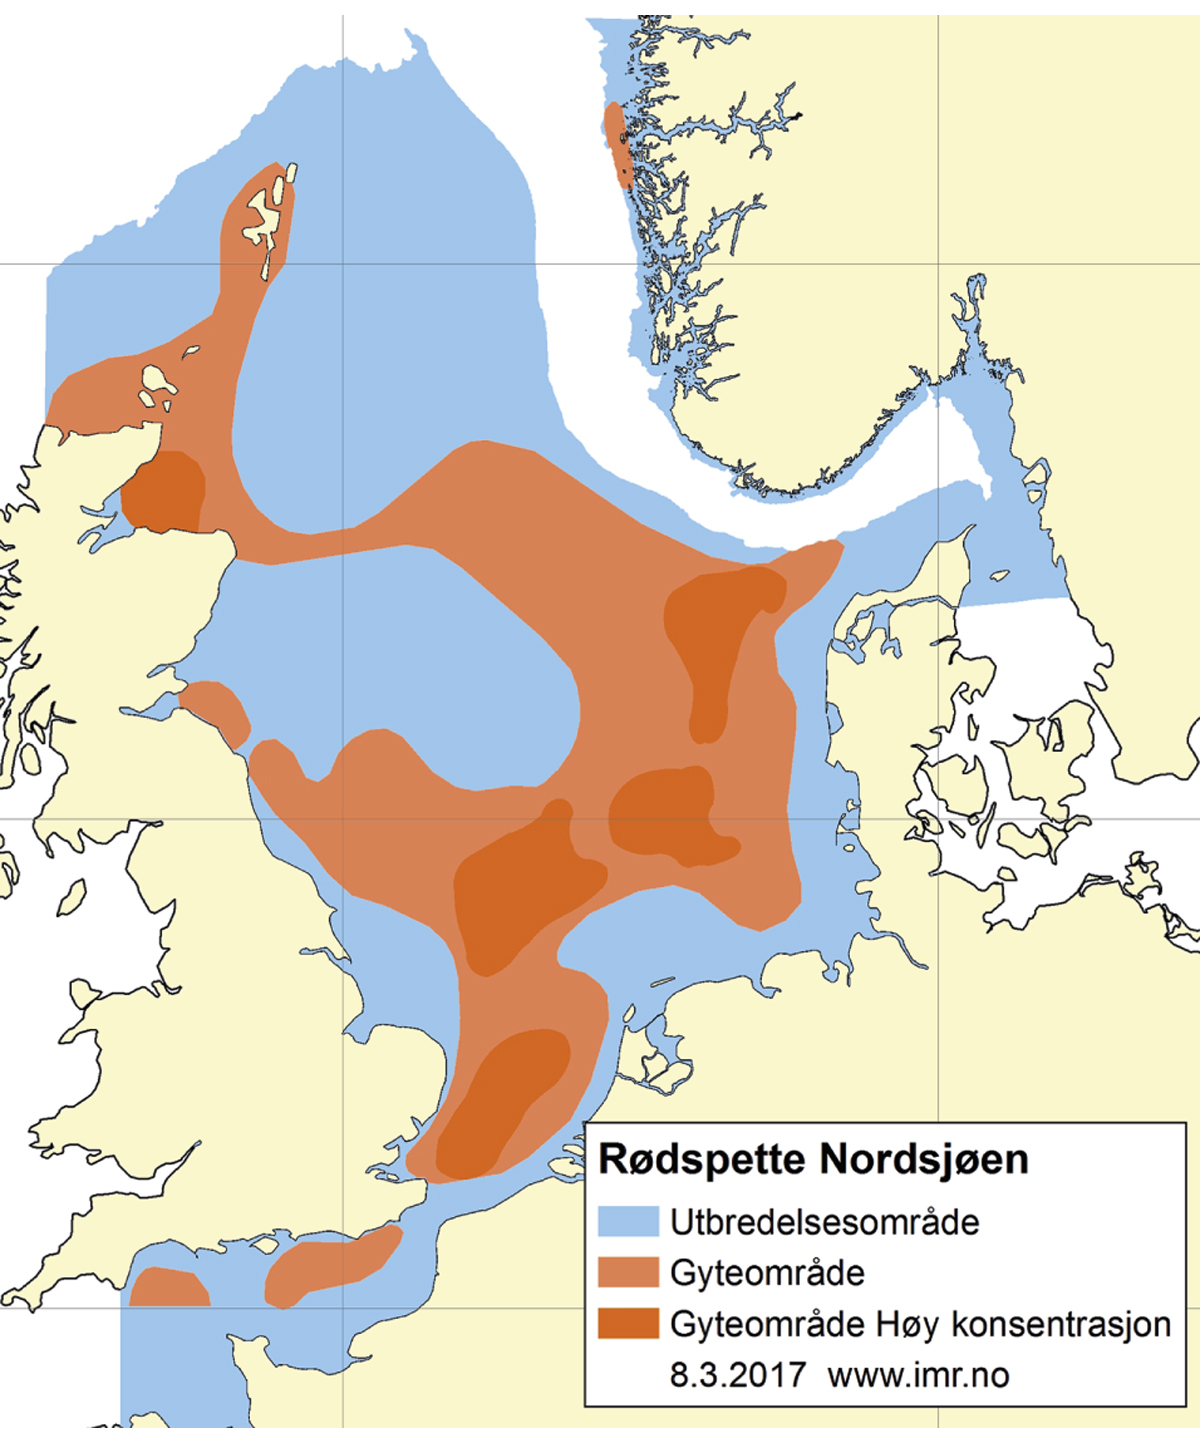 Rødspette Nordsjøen
Utbredelsesområde
Gyteområde
Gyteområde Høy konsentrasjon
8.3.2017 www.imr.no